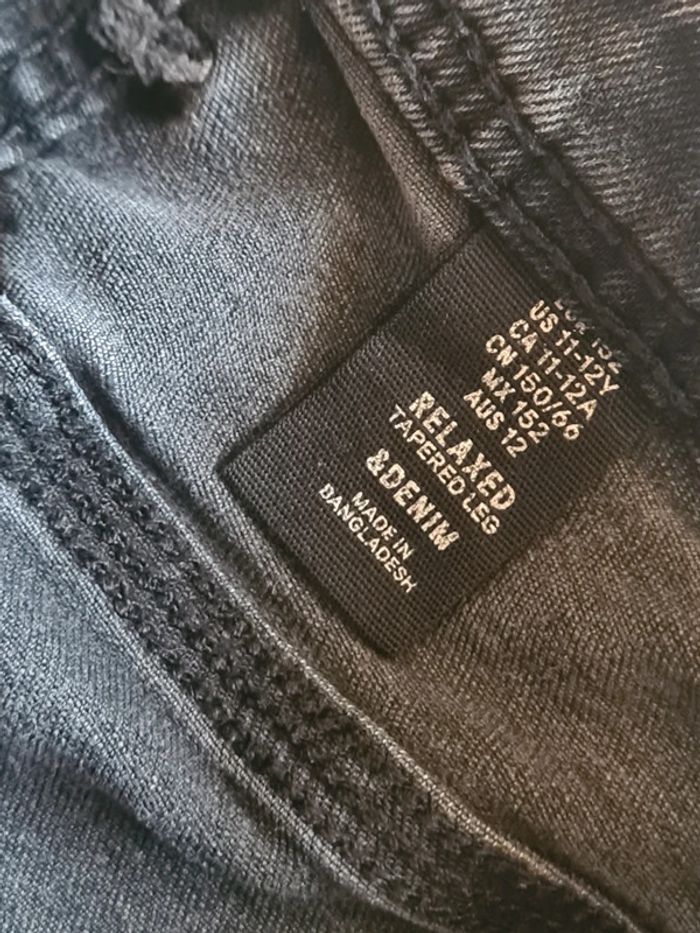 152
US 11-12Y
CA 11-12A
CN 150/66
MX 152
AUS 12
RELAXED
TAPERED LEG
&DENIM
MADE IN
BANGLADESH